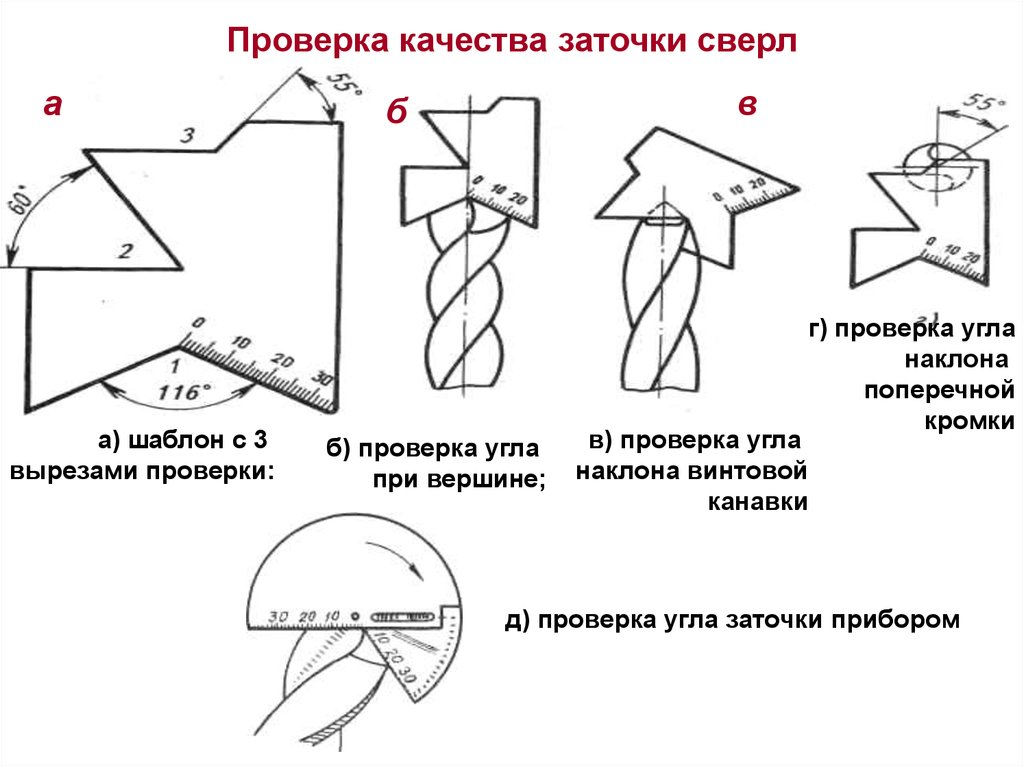 Проверка качества заточки сверл
а
55°
3
60°
2
0 10 20 30
1
116°
а) шаблон с 3
вырезами проверки:
б
0 10 20
б) проверка угла
при вершине;
в
0 10 20
в) проверка угла
наклона винтовой
канавки
55°
0 10 20
г) проверка угла
наклона
поперечной
кромки
30 20 10 0
10 20 30
д) проверка угла заточки прибором